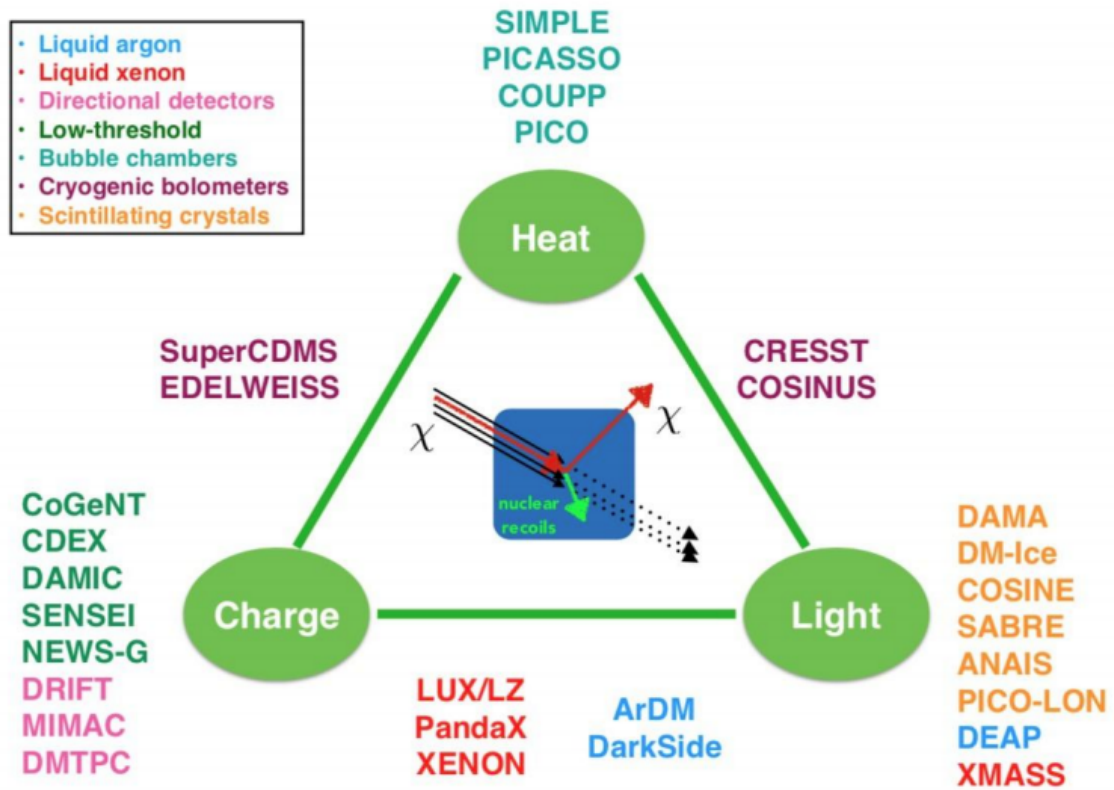 · Liquid argon
· Liquid xenon
· Directional detectors
· Low-threshold
· Bubble chambers
· Cryogenic bolometers
· Scintillating crystals
SIMPLE
PICASSO
COUPP
PICO
Heat
SuperCDMS
EDELWEISS
CRESST
COSINUS
χ
χ
nuclear
recoils
CoGeNT
CDEX
DAMIC
SENSEI
NEWS-G
DRIFT
MIMAC
DMTPC
Charge
Light
LUX/LZ
PandaX
XENON
ArDM
DarkSide
DAMA
DM-Ice
COSINE
SABRE
ANAIS
PICO-LON
DEAP
XMASS